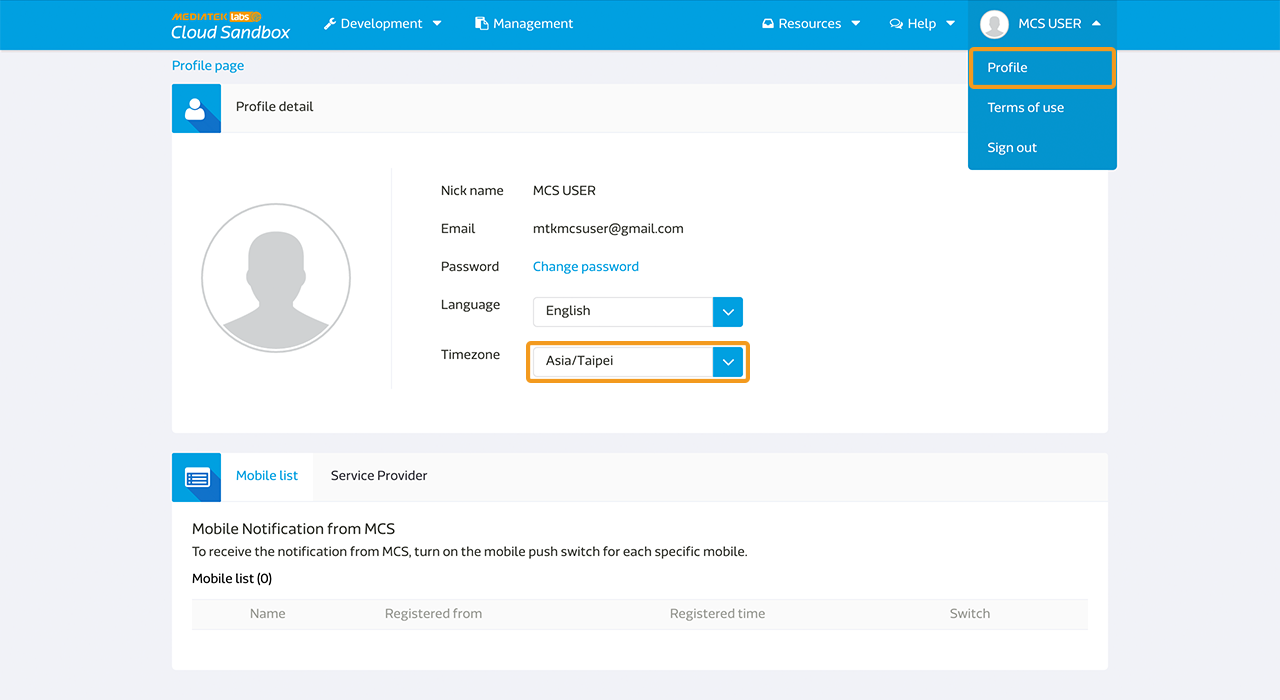 MEDIATEK labs
Cloud Sandbox
Development
Management
Resources
Help
MCS USER
Profile
Terms of use
Sign out
Profile page
Profile detail
Nick name MCS USER
Email mtkmcsuser@gmail.com
Password Change password
Language English
Timezone Asia/Taipei
Mobile list Service Provider
Mobile Notification from MCS
To receive the notification from MCS, turn on the mobile push switch for each specific mobile.
Mobile list (0)
Name Registered from Registered time Switch